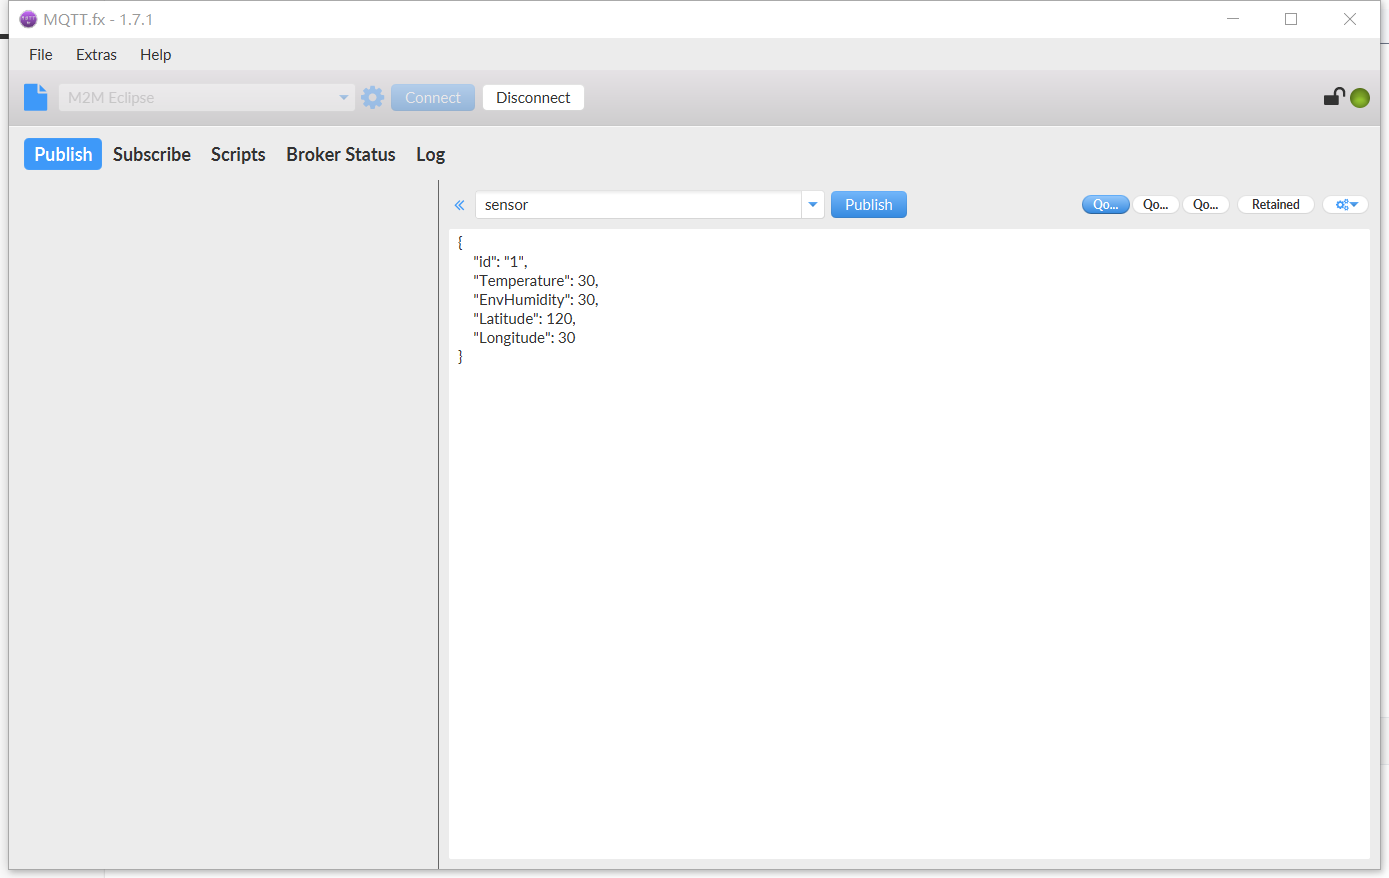 MQTT.fx - 1.7.1
File Extras Help
M2M Eclipse Connect Disconnect
Publish Subscribe Scripts Broker Status Log
sensor Publish Qo... Qo... Qo... Retained
{
"id": "1",
"Temperature": 30,
"EnvHumidity": 30,
"Latitude": 120,
"Longitude": 30
}